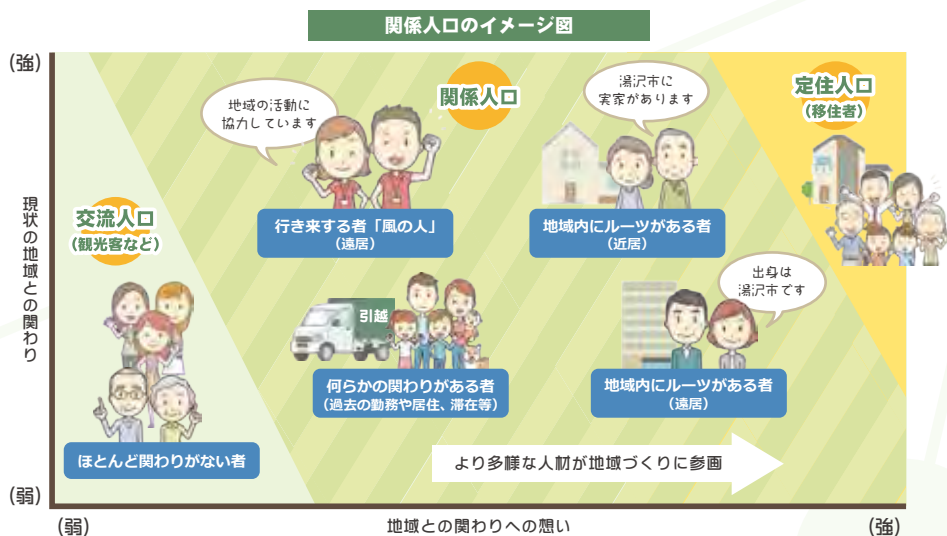 関係人口のイメージ図
(強)
現状の地域との関わり
(弱)
交流人口
(観光客など)
ほとんど関わりがない者
関係人口
地域の活動に
協力しています
行き来する者「風の人」
(遠居)
湯沢市に
実家があります
地域内にルーツがある者
(近居)
引越
何らかの関わりがある者
(過去の勤務や居住、滞在等)
出身は
湯沢市です
地域内にルーツがある者
(遠居)
定住人口
(移住者)
より多様な人材が地域づくりに参画
(弱)
地域との関わりへの想い
(強)